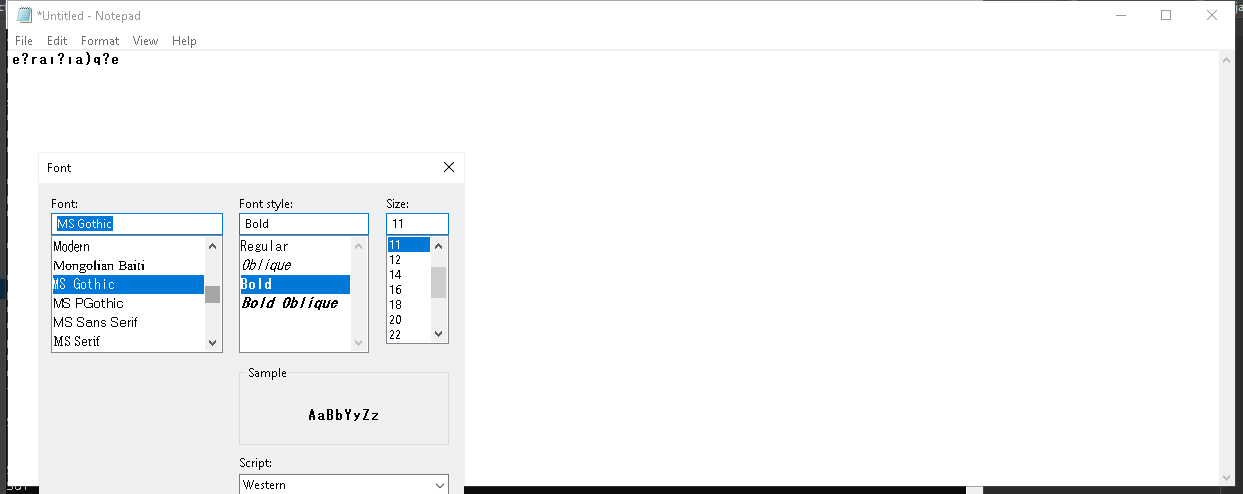 *Untitled - Notepad
File Edit Format View Help
e?raı?ıa)q?e
Font
Font: Font style: Size:
MS Gothic Bold 11
Modern Regular 11
Mongolian Baiti Oblique 12
MS Gothic Bold 14
MS PGothic Bold Oblique 16
MS Sans Serif 18
MS Serif 20
22
Sample
AaBbYyZz
Script:
Western